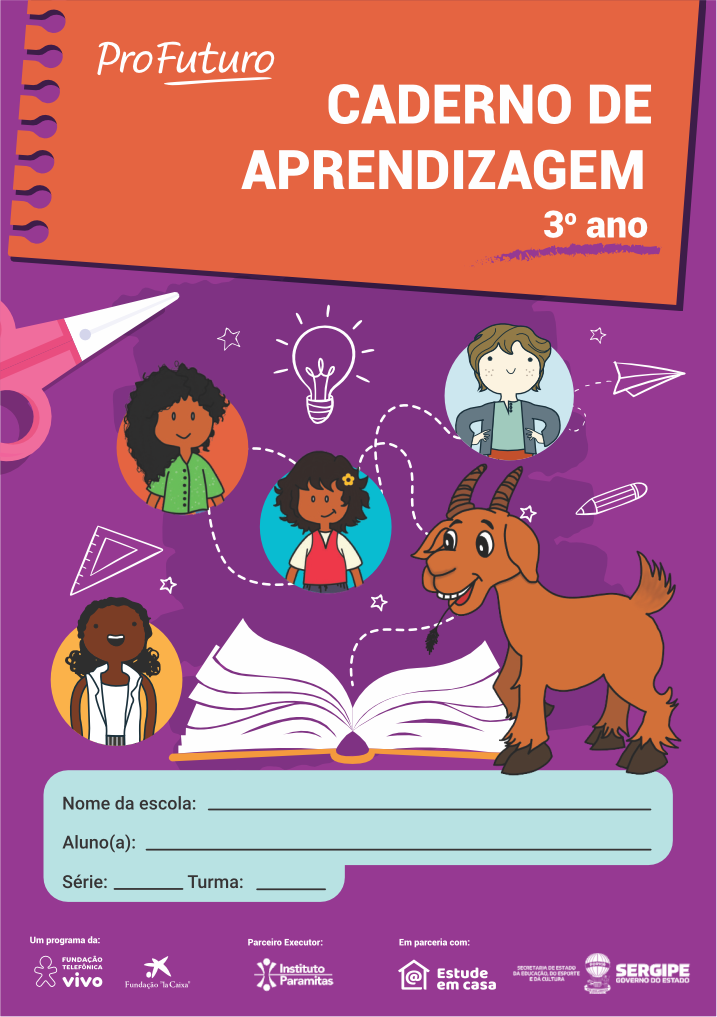 ProFuturo
CADERNO DE
APRENDIZAGEM
3º ano
Nome da escola:
Aluno(a):
Série: Turma:
Um programa da:
FUNDAÇÃO
TELEFÔNICA
vivo
Fundação "la Caixa"
Parceiro Executor:
Instituto
Paramitas
Em parceria com:
Estude
em casa
SECRETARIA DE ESTADO
DA EDUCAÇÃO, DO ESPORTE
E DA CULTURA
SERGIPE
GOVERNO DO ESTADO